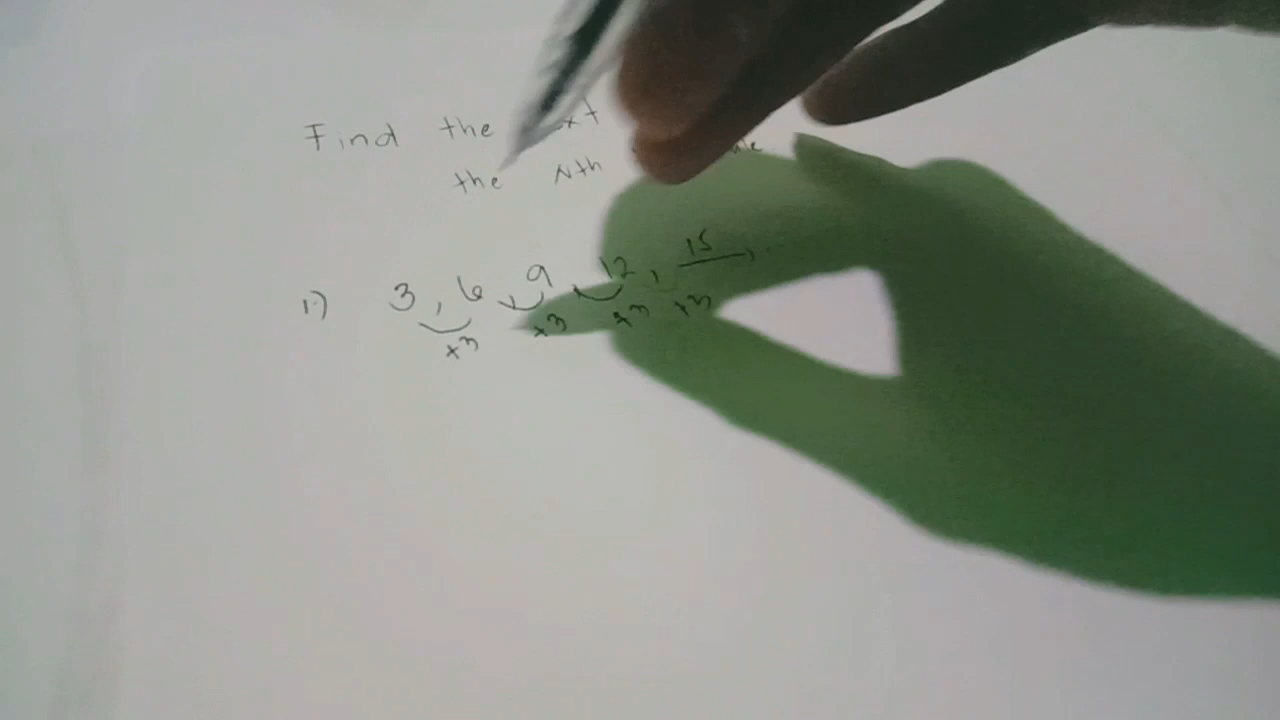 Find the
the Nth
1.) 3, 6, 9, 12, 15, ...
+3 +3 +3 +3